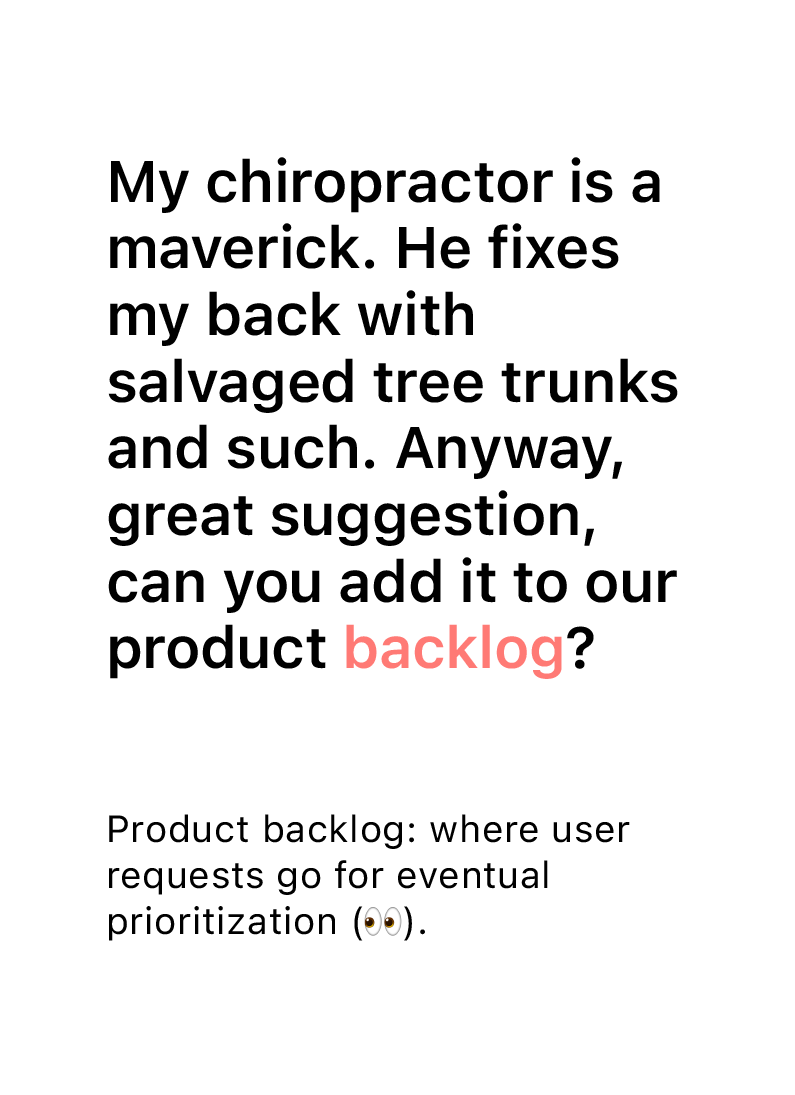 My chiropractor is a
maverick. He fixes
my back with
salvaged tree trunks
and such. Anyway,
great suggestion,
can you add it to our
product backlog?
Product backlog: where user
requests go for eventual
prioritization (👀).